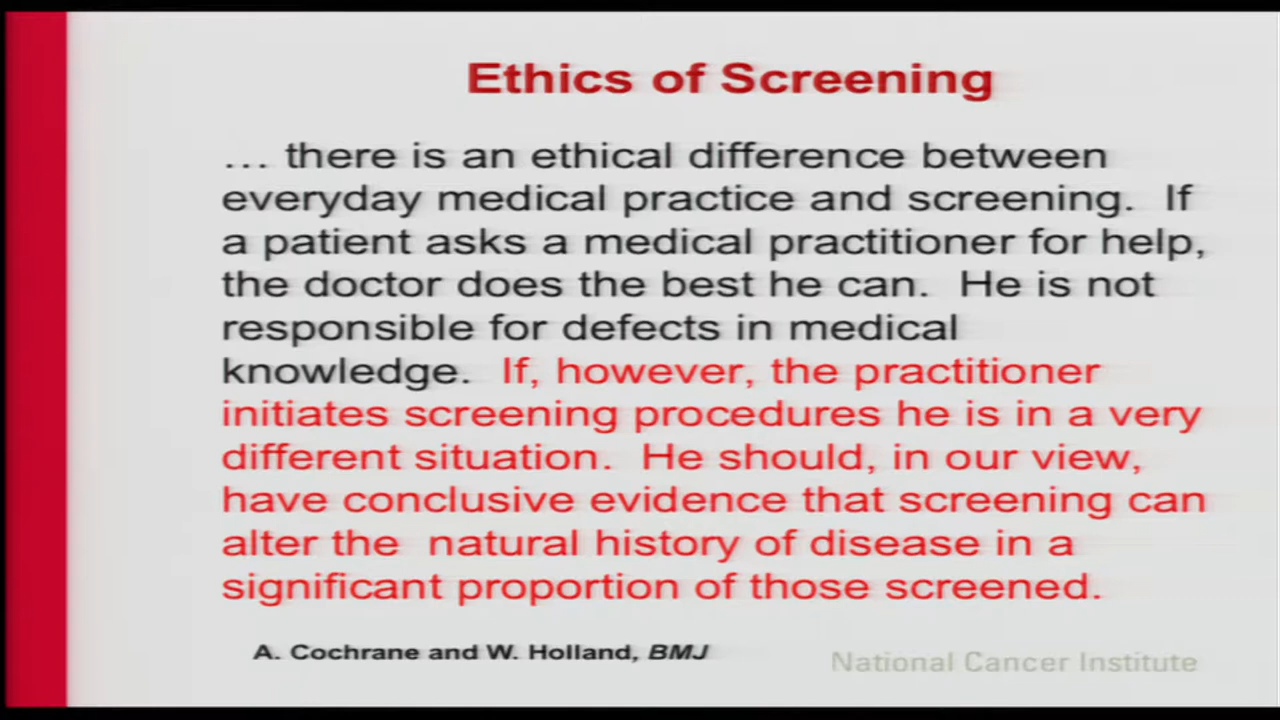 Ethics of Screening
… there is an ethical difference between
everyday medical practice and screening. If
a patient asks a medical practitioner for help,
the doctor does the best he can. He is not
responsible for defects in medical
knowledge. If, however, the practitioner
initiates screening procedures he is in a very
different situation. He should, in our view,
have conclusive evidence that screening can
alter the natural history of disease in a
significant proportion of those screened.
A. Cochrane and W. Holland, BMJ
National Cancer Institute